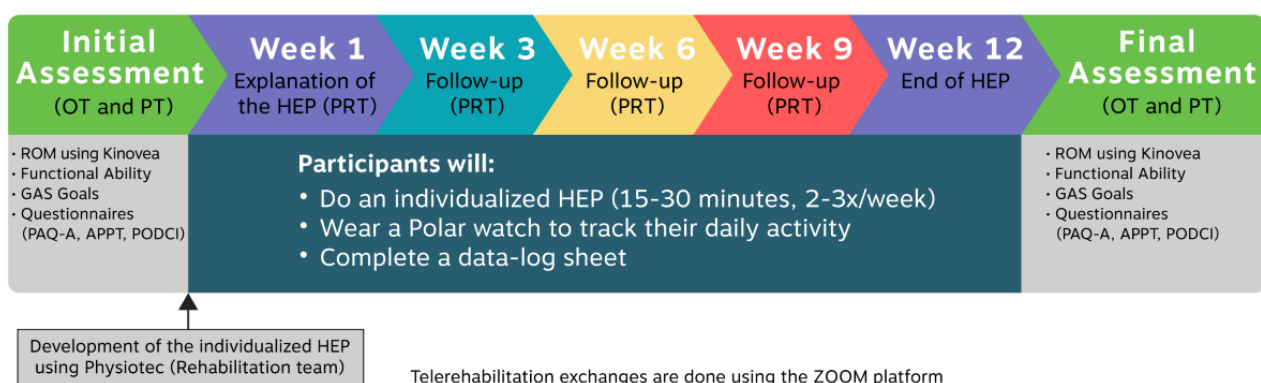 Initial
Assessment
(OT and PT)
Week 1
Explanation of
the HEP (PRT)
Week 3
Follow-up
(PRT)
Week 6
Follow-up
(PRT)
Week 9
Follow-up
(PRT)
Week 12
End of HEP
Final
Assessment
(OT and PT)
· ROM using Kinovea
· Functional Ability
· GAS Goals
· Questionnaires
(PAQ-A, APPT, PODCI)
Participants will:
• Do an individualized HEP (15-30 minutes, 2-3x/week)
• Wear a Polar watch to track their daily activity
• Complete a data-log sheet
· ROM using Kinovea
· Functional Ability
· GAS Goals
· Questionnaires
(PAQ-A, APPT, PODCI)
Development of the individualized HEP
using Physiotec (Rehabilitation team)
Telerehabilitation exchanges are done using the ZOOM platform